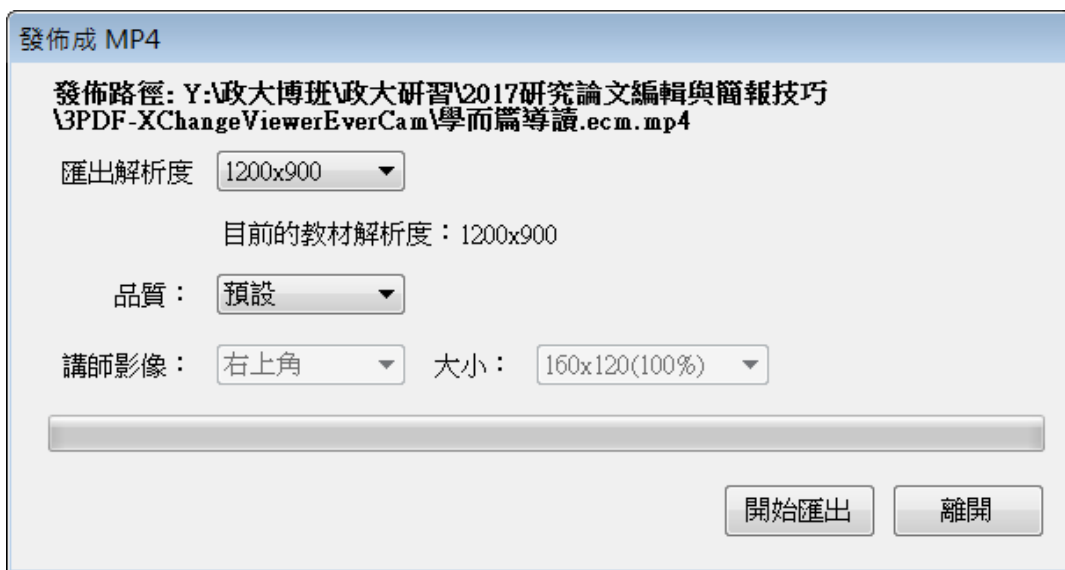 發佈成 MP4
發佈路徑: Y:\政大博班\政大研習\2017研究論文編輯與簡報技巧
\3PDF-XChangeViewerEverCam\學而篇導讀.ecm.mp4
匯出解析度 1200x900
目前的教材解析度：1200x900
品質： 預設
講師影像： 右上角 大小： 160x120(100%)
開始匯出 離開